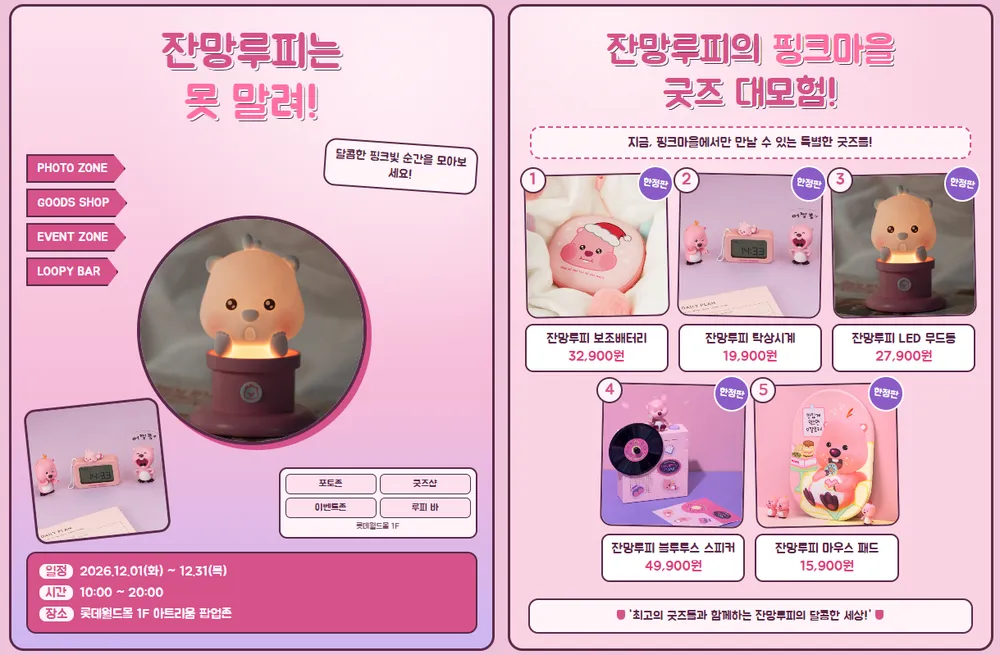 잔망루피는
못 말려!
달콤한 핑크빛 순간을 모아보
세요!
PHOTO ZONE
GOODS SHOP
EVENT ZONE
LOOPY BAR
포토존
굿즈샵
이벤트존
루피 바
롯데월드몰 1F
DAILY PLAN
일정 2026.12.01(화) ~ 12.31(목)
시간 10:00 ~ 20:00
장소 롯데월드몰 1F 아트리움 팝업존
잔망루피의 핑크마을
굿즈 대모험!
지금, 핑크마을에서만 만날 수 있는 특별한 굿즈들!
1
한정판
2
한정판
3
한정판
14:33
DAILY PLAN
잔망루피 보조배터리
32,900원
잔망루피 탁상시계
19,900원
잔망루피 LED 무드등
27,900원
4
한정판
5
한정판
잔망루피 블루투스 스피커
49,900원
잔망루피 마우스 패드
15,900원
'최고의 굿즈들과 함께하는 잔망루피의 달콤한 세상!'